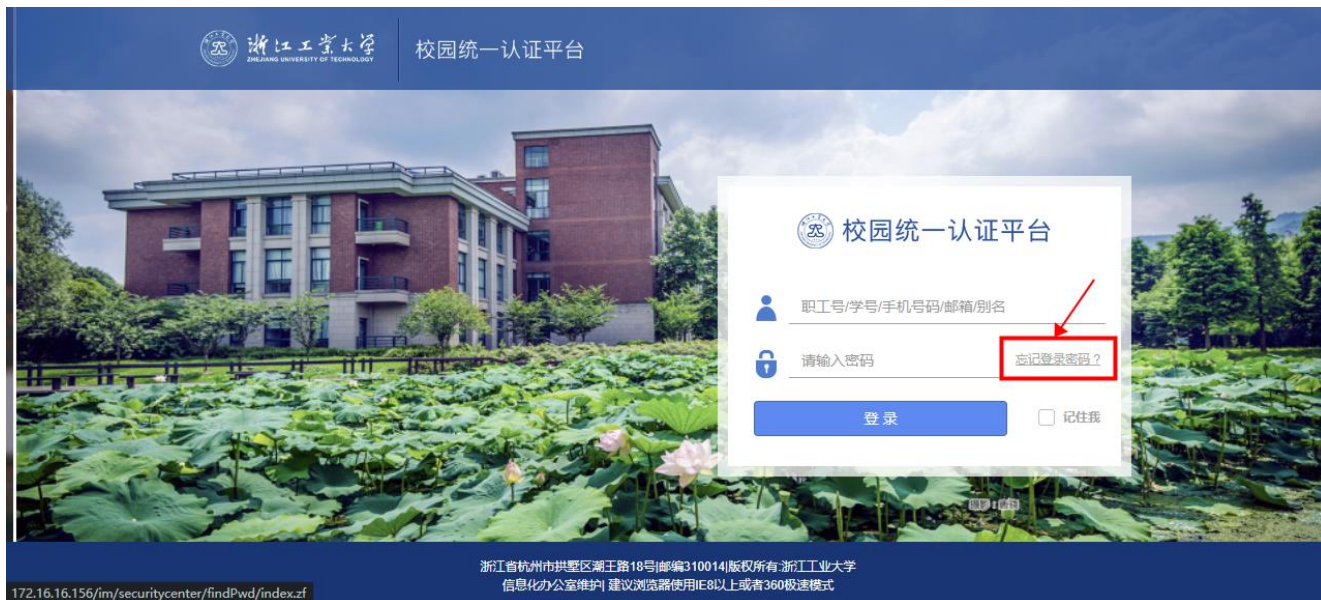 浙江工业大学
ZHEJIANG UNIVERSITY OF TECHNOLOGY
校园统一认证平台
校园统一认证平台
职工号/学号/手机号码/邮箱/别名
请输入密码
忘记登录密码？
登录
记住我
浙江省杭州市拱墅区潮王路18号|邮编310014|版权所有:浙江工业大学
信息化办公室维护| 建议浏览器使用IE8以上或者360极速模式
172.16.16.156/im/securitycenter/findPwd/index.zf